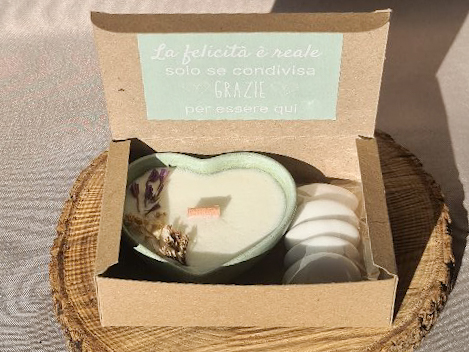 La felicità è reale
solo se condivisa
GRAZIE
per essere qui